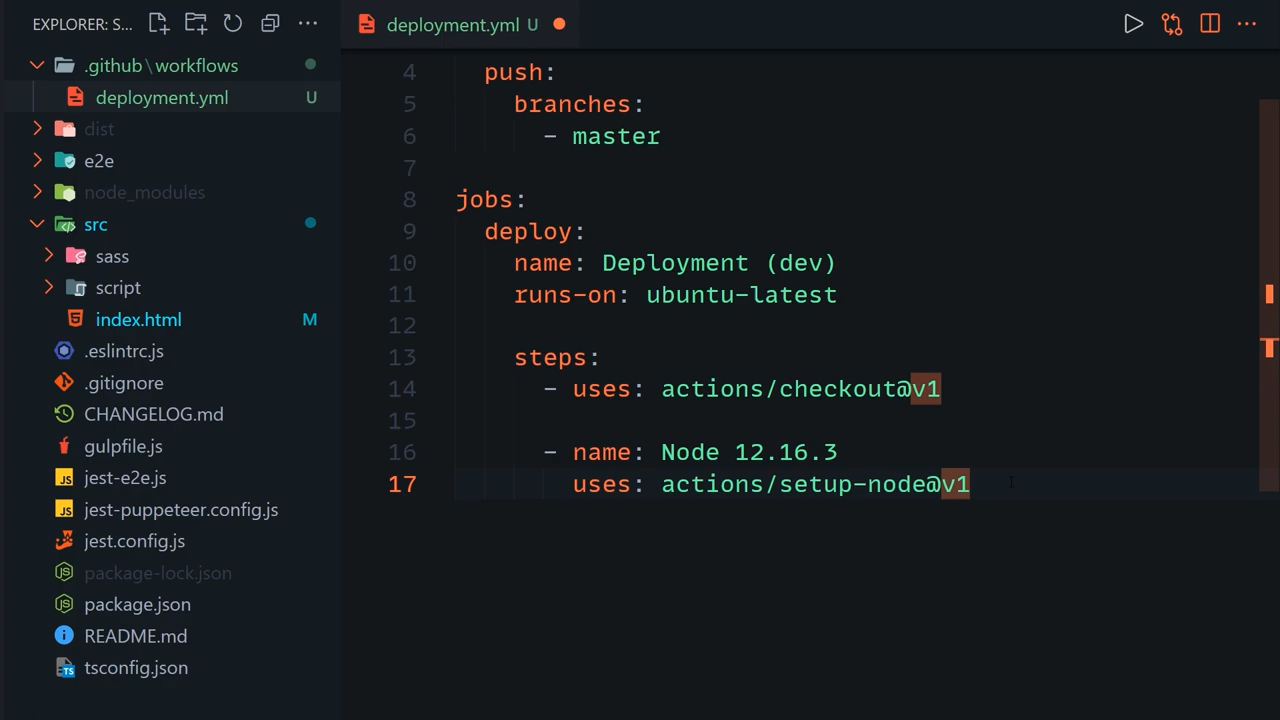 EXPLORER: S...
.github\workflows
deployment.yml U
dist
e2e
node_modules
src
sass
script
index.html M
.eslintrc.js
.gitignore
CHANGELOG.md
gulpfile.js
jest-e2e.js
jest-puppeteer.config.js
jest.config.js
package-lock.json
package.json
README.md
tsconfig.json
deployment.yml U
4 push:
5 branches:
6 - master
7
8 jobs:
9 deploy:
10 name: Deployment (dev)
11 runs-on: ubuntu-latest
12
13 steps:
14 - uses: actions/checkout@v1
15
16 - name: Node 12.16.3
17 uses: actions/setup-node@v1